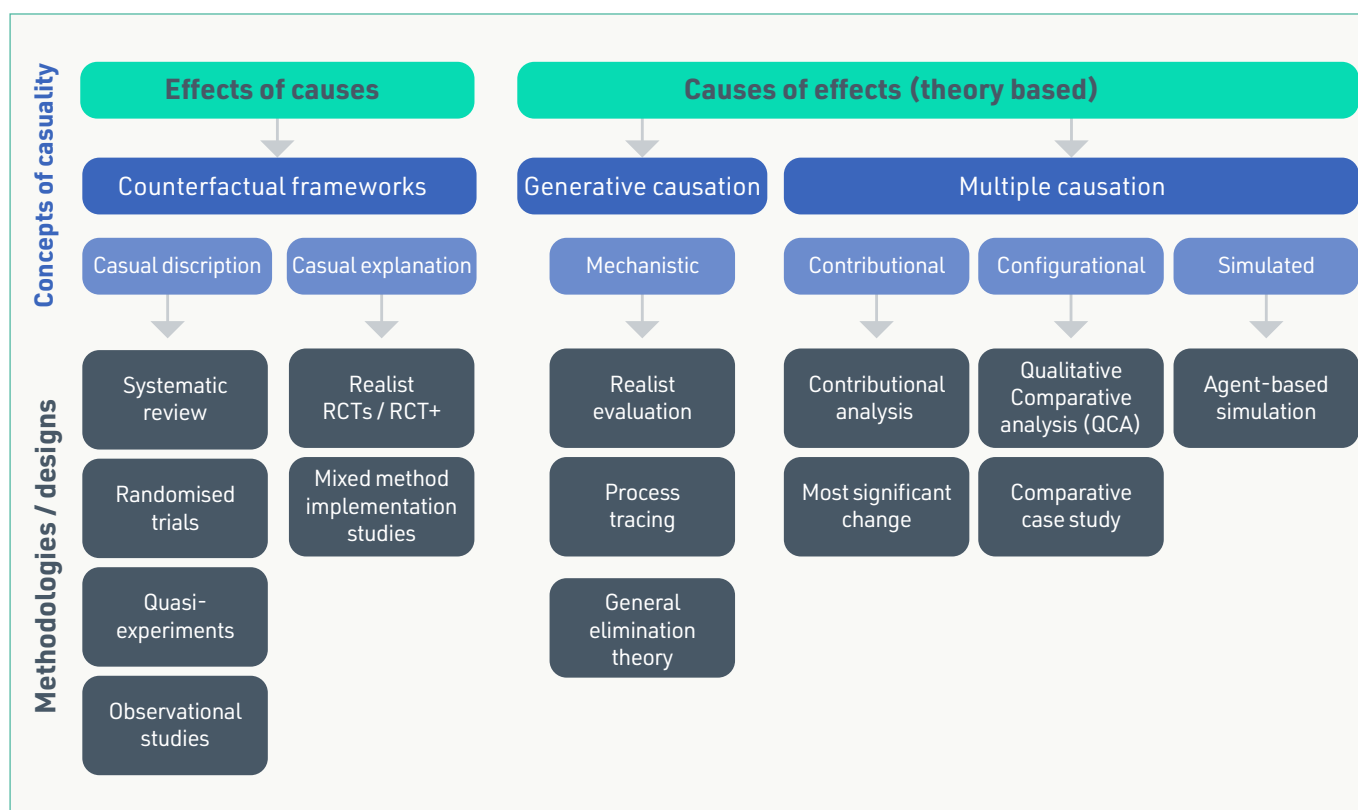 Concepts of casuality
Effects of causes
Causes of effects (theory based)
Counterfactual frameworks
Generative causation
Multiple causation
Casual discription
Casual explanation
Mechanistic
Contributional
Configurational
Simulated
Methodologies / designs
Systematic
review
Randomised
trials
Quasi-
experiments
Observational
studies
Realist
RCTs / RCT+
Mixed method
implementation
studies
Realist
evaluation
Process
tracing
General
elimination
theory
Contributional
analysis
Most significant
change
Qualitative
Comparative
analysis (QCA)
Comparative
case study
Agent-based
simulation